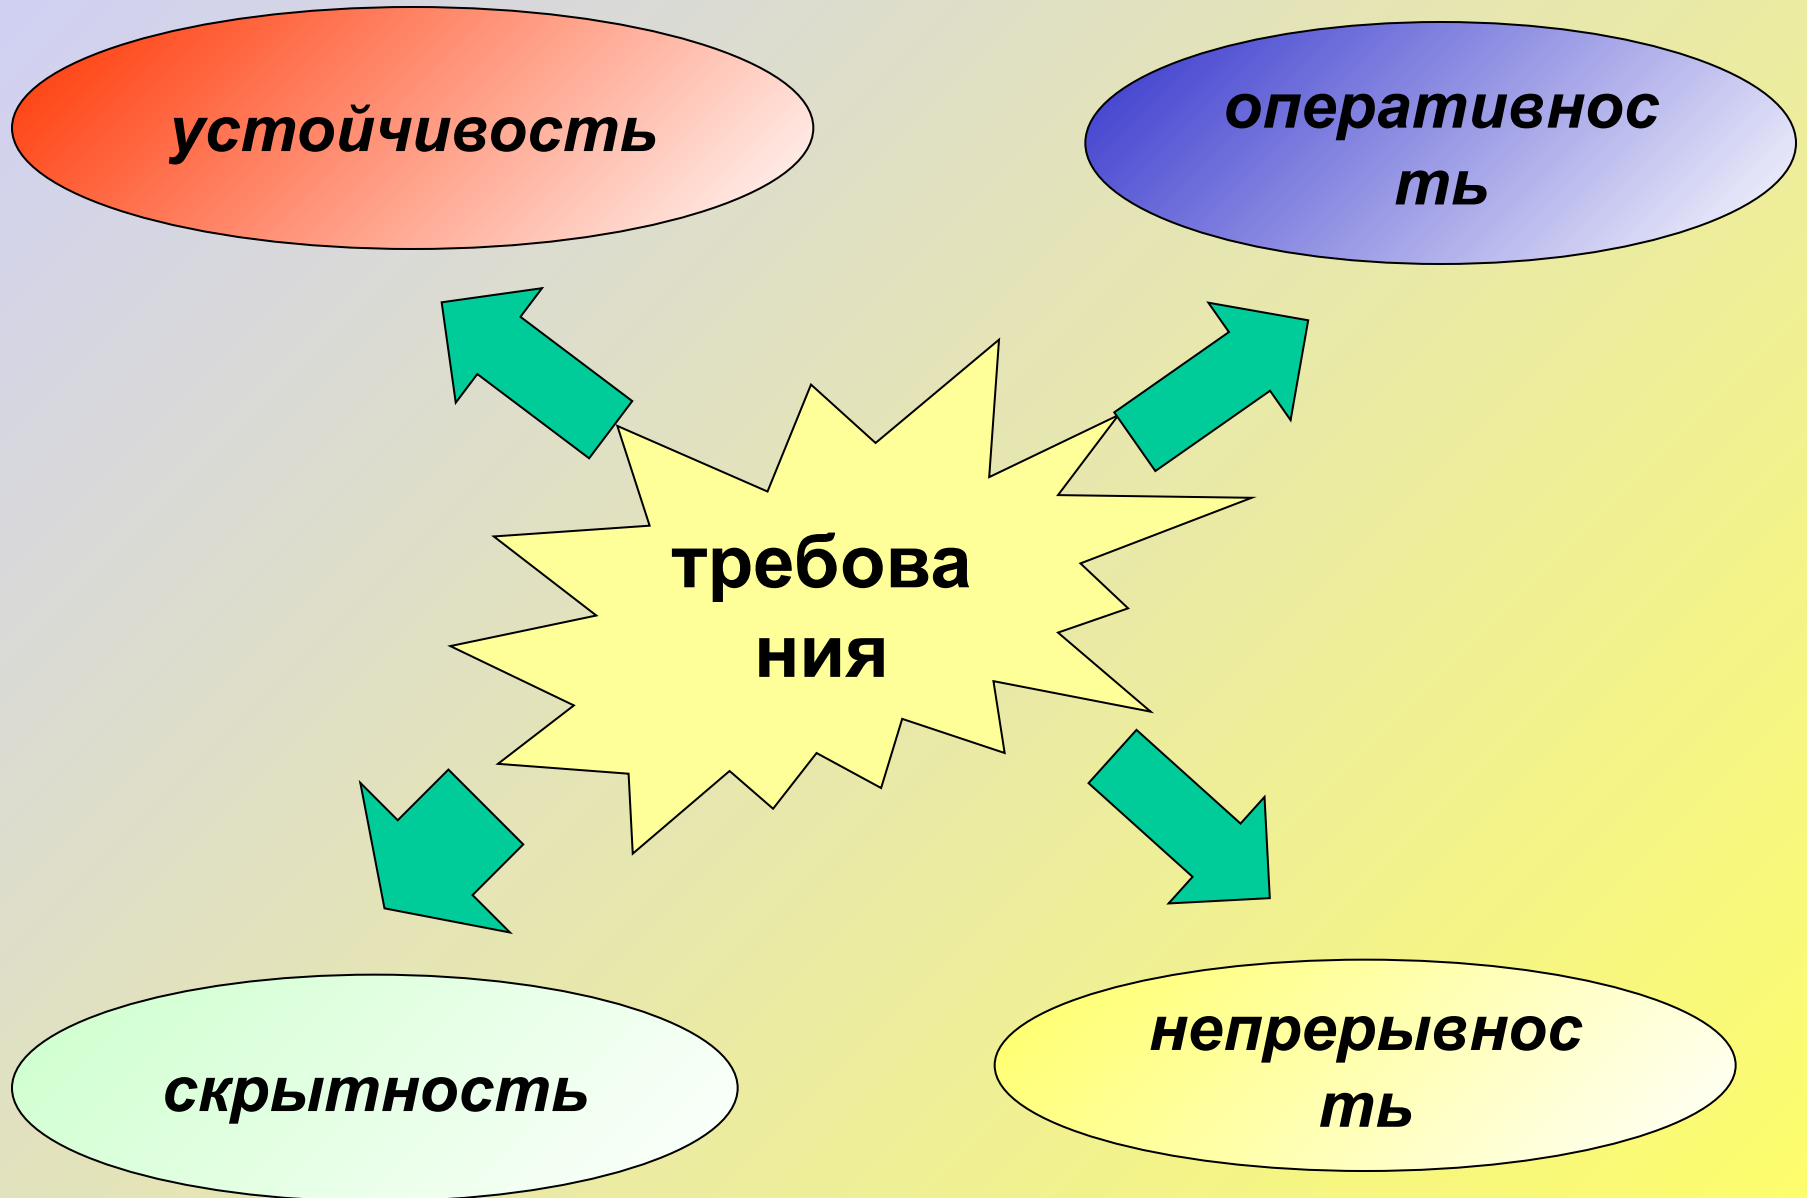 устойчивость
оперативнос
ть
требова
ния
скрытность
непрерывнос
ть